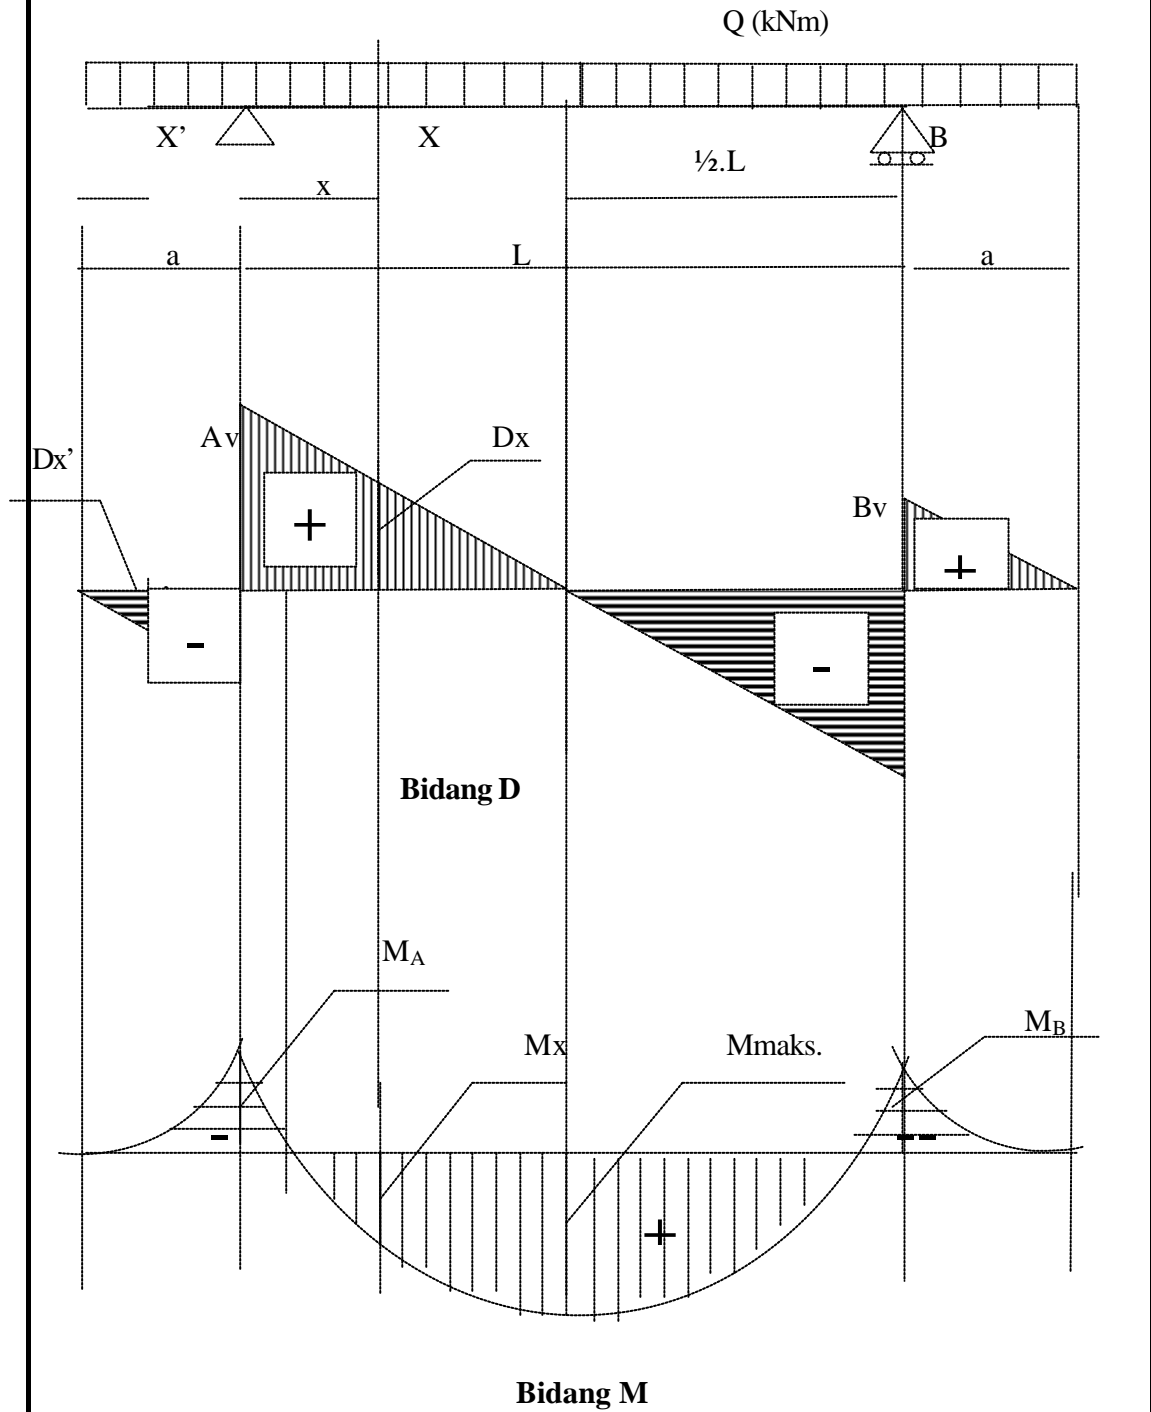 Q (kNm)
X’ X B
½.L
x
a L a
Av Dx
Dx’
Bv
+
+
-
-
Bidang D
MA
MB
Mx Mmaks.
- --
+
Bidang M